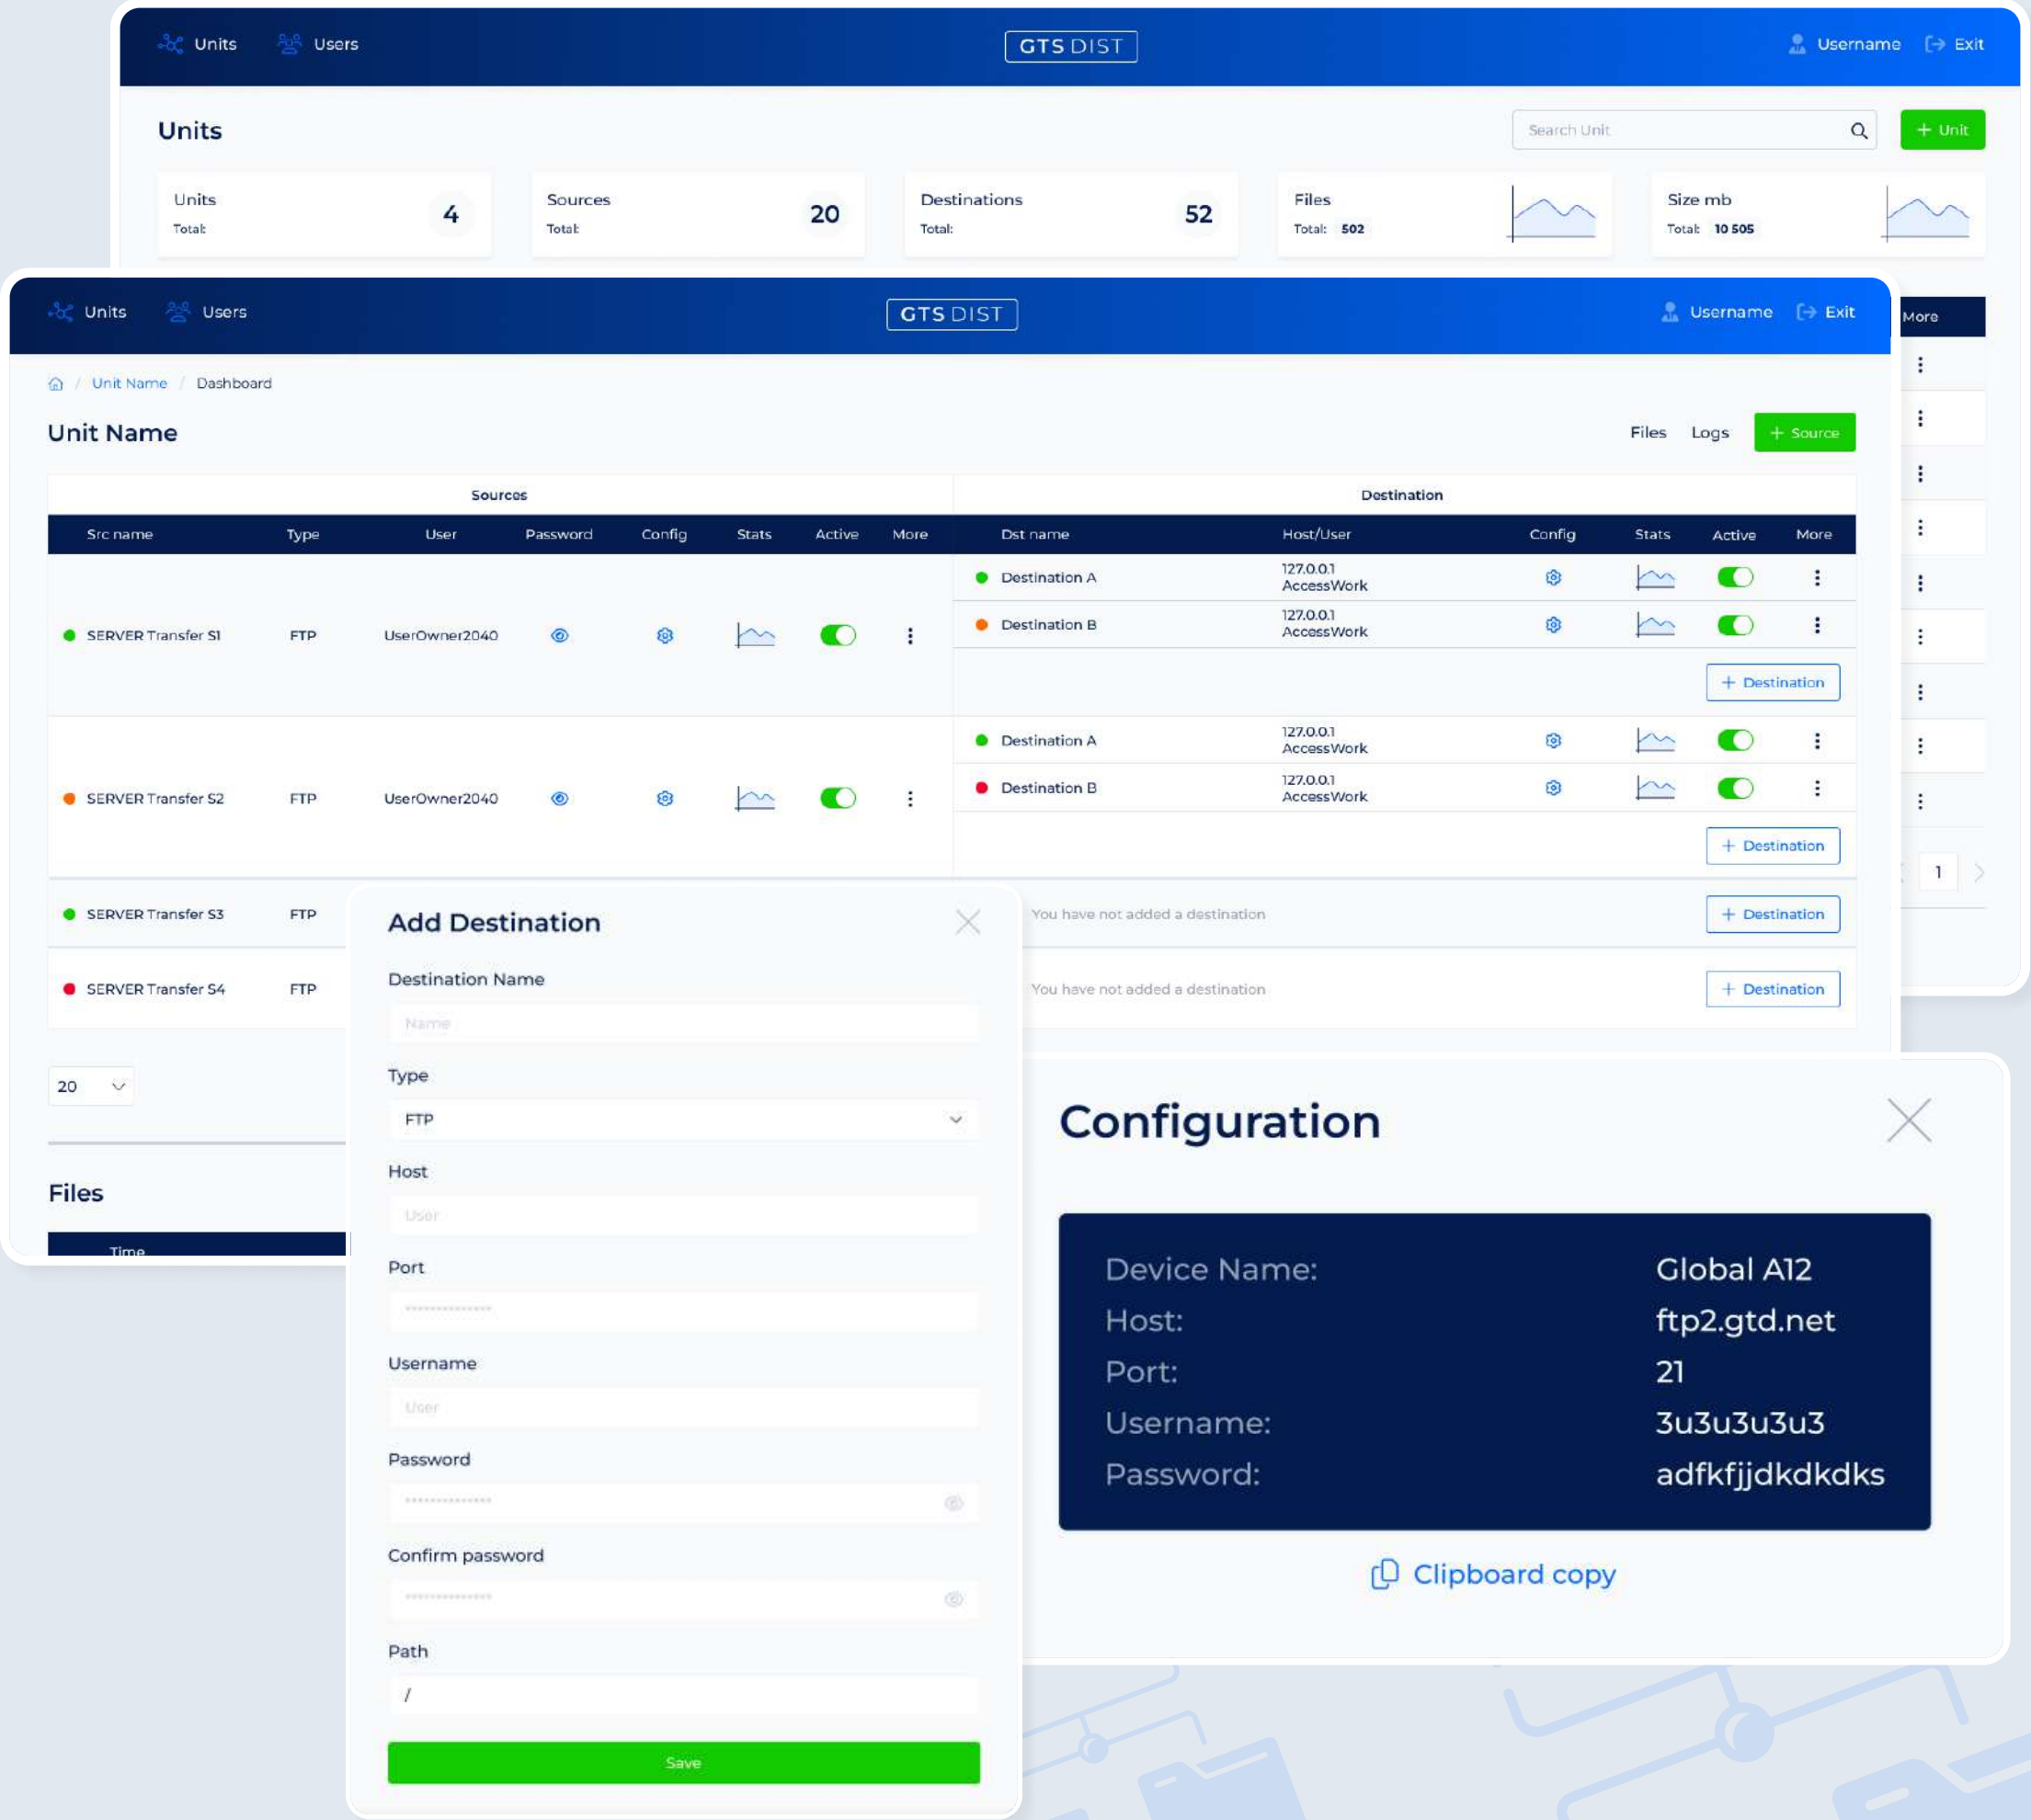 Units Users GTS DIST Username Exit
Units Search Unit + Unit
Units Sources Destinations Files Size mb
Total: 4 Total: 20 Total: 52 Total: 502 Total: 10 505
More
Units Users GTS DIST Username Exit
/ Unit Name / Dashboard
Unit Name Files Logs + Source
Sources Destination
Src name Type User Password Config Stats Active More Dst name Host/User Config Stats Active More
Destination A 127.0.0.1
AccessWork
Destination B 127.0.0.1
AccessWork
SERVER Transfer S1 FTP UserOwner2040
+ Destination
Destination A 127.0.0.1
AccessWork
Destination B 127.0.0.1
AccessWork
SERVER Transfer S2 FTP UserOwner2040
+ Destination
1
SERVER Transfer S3 FTP You have not added a destination + Destination
SERVER Transfer S4 FTP You have not added a destination + Destination
20
Files
Time
Add Destination
Destination Name
Name
Type
FTP
Host
User
Port
**************
Username
User
Password
**************
Confirm password
**************
Path
/
Save
Configuration
Device Name: Global A12
Host: ftp2.gtd.net
Port: 21
Username: 3u3u3u3u3
Password: adfkfjjdkdkdks
Clipboard copy